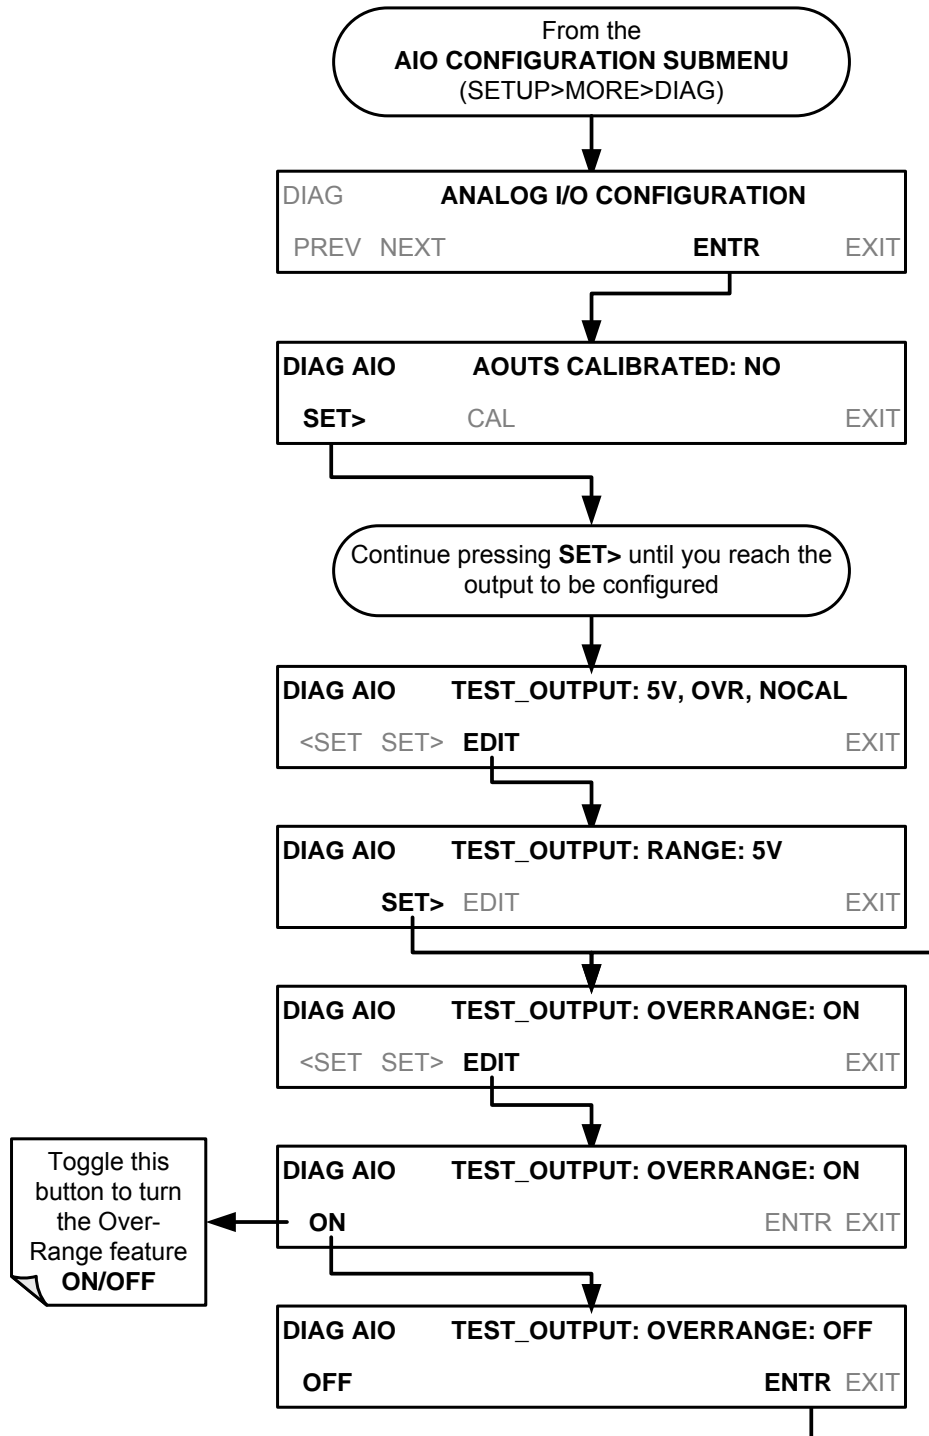 From the
AIO CONFIGURATION SUBMENU
(SETUP>MORE>DIAG)
DIAG ANALOG I/O CONFIGURATION
PREV NEXT ENTR EXIT
DIAG AIO AOUTS CALIBRATED: NO
SET> CAL EXIT
Continue pressing SET> until you reach the
output to be configured
DIAG AIO TEST_OUTPUT: 5V, OVR, NOCAL
<SET SET> EDIT EXIT
DIAG AIO TEST_OUTPUT: RANGE: 5V
SET> EDIT EXIT
DIAG AIO TEST_OUTPUT: OVERRANGE: ON
<SET SET> EDIT EXIT
Toggle this
button to turn
the Over-
Range feature
ON/OFF
DIAG AIO TEST_OUTPUT: OVERRANGE: ON
ON ENTR EXIT
DIAG AIO TEST_OUTPUT: OVERRANGE: OFF
OFF ENTR EXIT